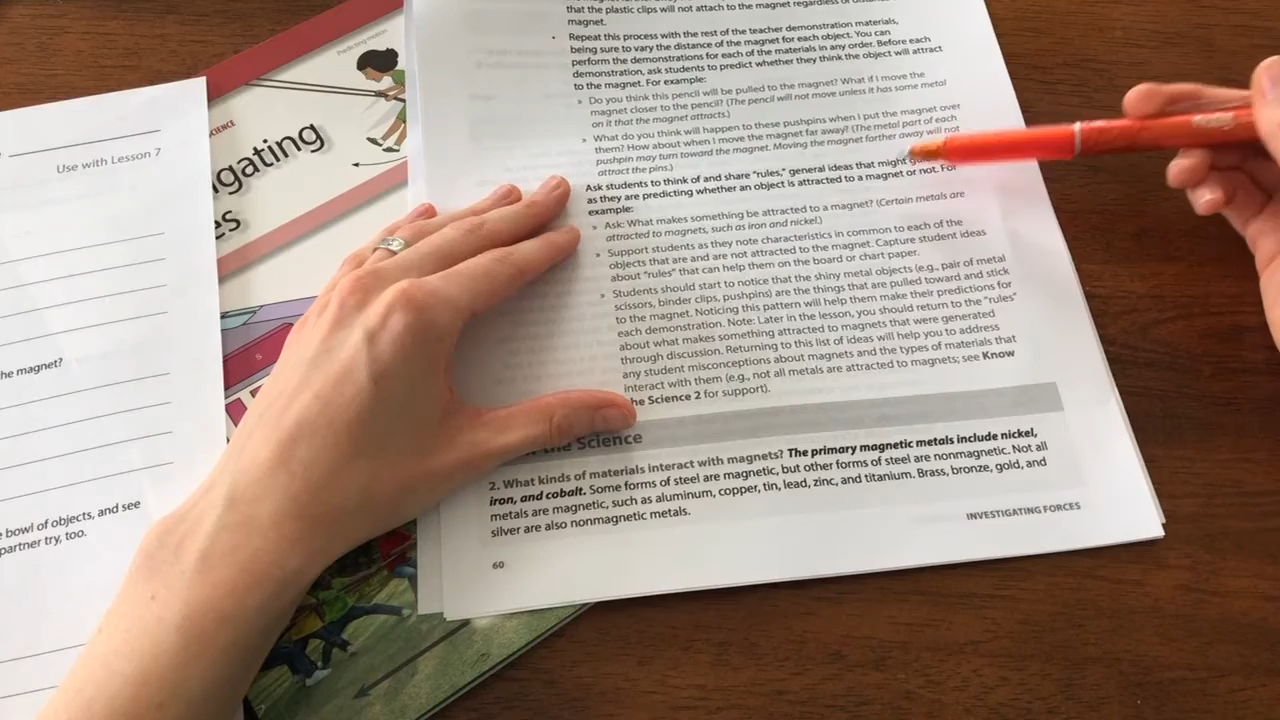 that the plastic clips will not attach to the magnet regardless of distance
magnet.
• Repeat this process with the rest of the teacher demonstration materials,
being sure to vary the distance of the magnet for each object. You can
perform the demonstrations for each of the materials in any order. Before each
demonstration, ask students to predict whether they think the object will attract
to the magnet. For example:
» Do you think this pencil will be pulled to the magnet? What if I move the
magnet closer to the pencil? (The pencil will not move unless it has some metal
on it that the magnet attracts.)
» What do you think will happen to these pushpins when I put the magnet over
them? How about when I move the magnet far away? (The metal part of each
pushpin may turn toward the magnet. Moving the magnet farther away will not
attract the pins.)
Ask students to think of and share “rules,” general ideas that might
as they are predicting whether an object is attracted to a magnet or not. For
example:
» Ask: What makes something be attracted to a magnet? (Certain metals are
attracted to magnets, such as iron and nickel.)
» Support students as they note characteristics in common to each of the
objects that are and are not attracted to the magnet. Capture student ideas
about “rules” that can help them on the board or chart paper.
» Students should start to notice that the shiny metal objects (e.g., pair of metal
scissors, binder clips, pushpins) are the things that are pulled toward and stick
to the magnet. Noticing this pattern will help them make their predictions for
each demonstration. Note: Later in the lesson, you should return to the “rules”
about what makes something attracted to magnets that were generated
through discussion. Returning to this list of ideas will help you to address
any student misconceptions about magnets and the types of materials that
interact with them (e.g., not all metals are attracted to magnets; see Know
the Science 2 for support).
the Science
2. What kinds of materials interact with magnets? The primary magnetic metals include nickel,
iron, and cobalt. Some forms of steel are magnetic, but other forms of steel are nonmagnetic. Not all
metals are magnetic, such as aluminum, copper, tin, lead, zinc, and titanium. Brass, bronze, gold, and
silver are also nonmagnetic metals.
60
INVESTIGATING FORCES
Use with Lesson 7
he magnet?
e bowl of objects, and see
partner try, too.
Predicting motion
SCIENCE
igating
es
S